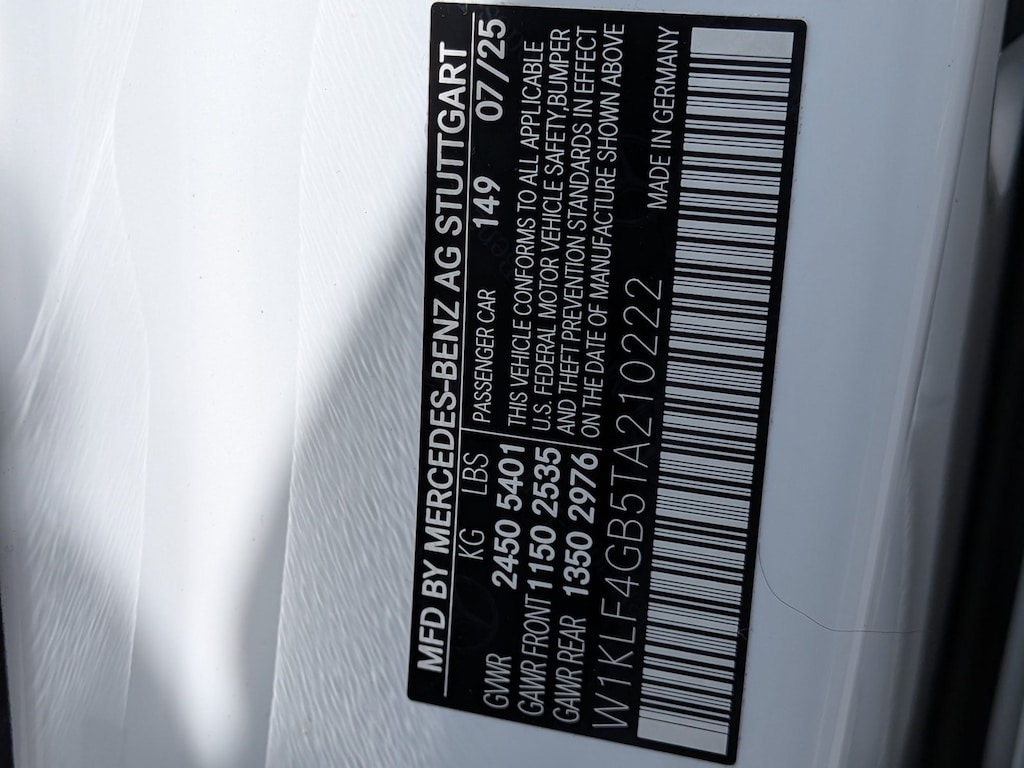 MFD BY MERCEDES-BENZ AG STUTTGART
KG LBS
GWR 2450 5401
GAWR FRONT 1150 2535
GAWR REAR 1350 2976
PASSENGER CAR 149 07/25
THIS VEHICLE CONFORMS TO ALL APPLICABLE
U.S. FEDERAL MOTOR VEHICLE SAFETY,BUMPER
AND THEFT PREVENTION STANDARDS IN EFFECT
ON THE DATE OF MANUFACTURE SHOWN ABOVE
W1KLF4GB5TA210222
MADE IN GERMANY